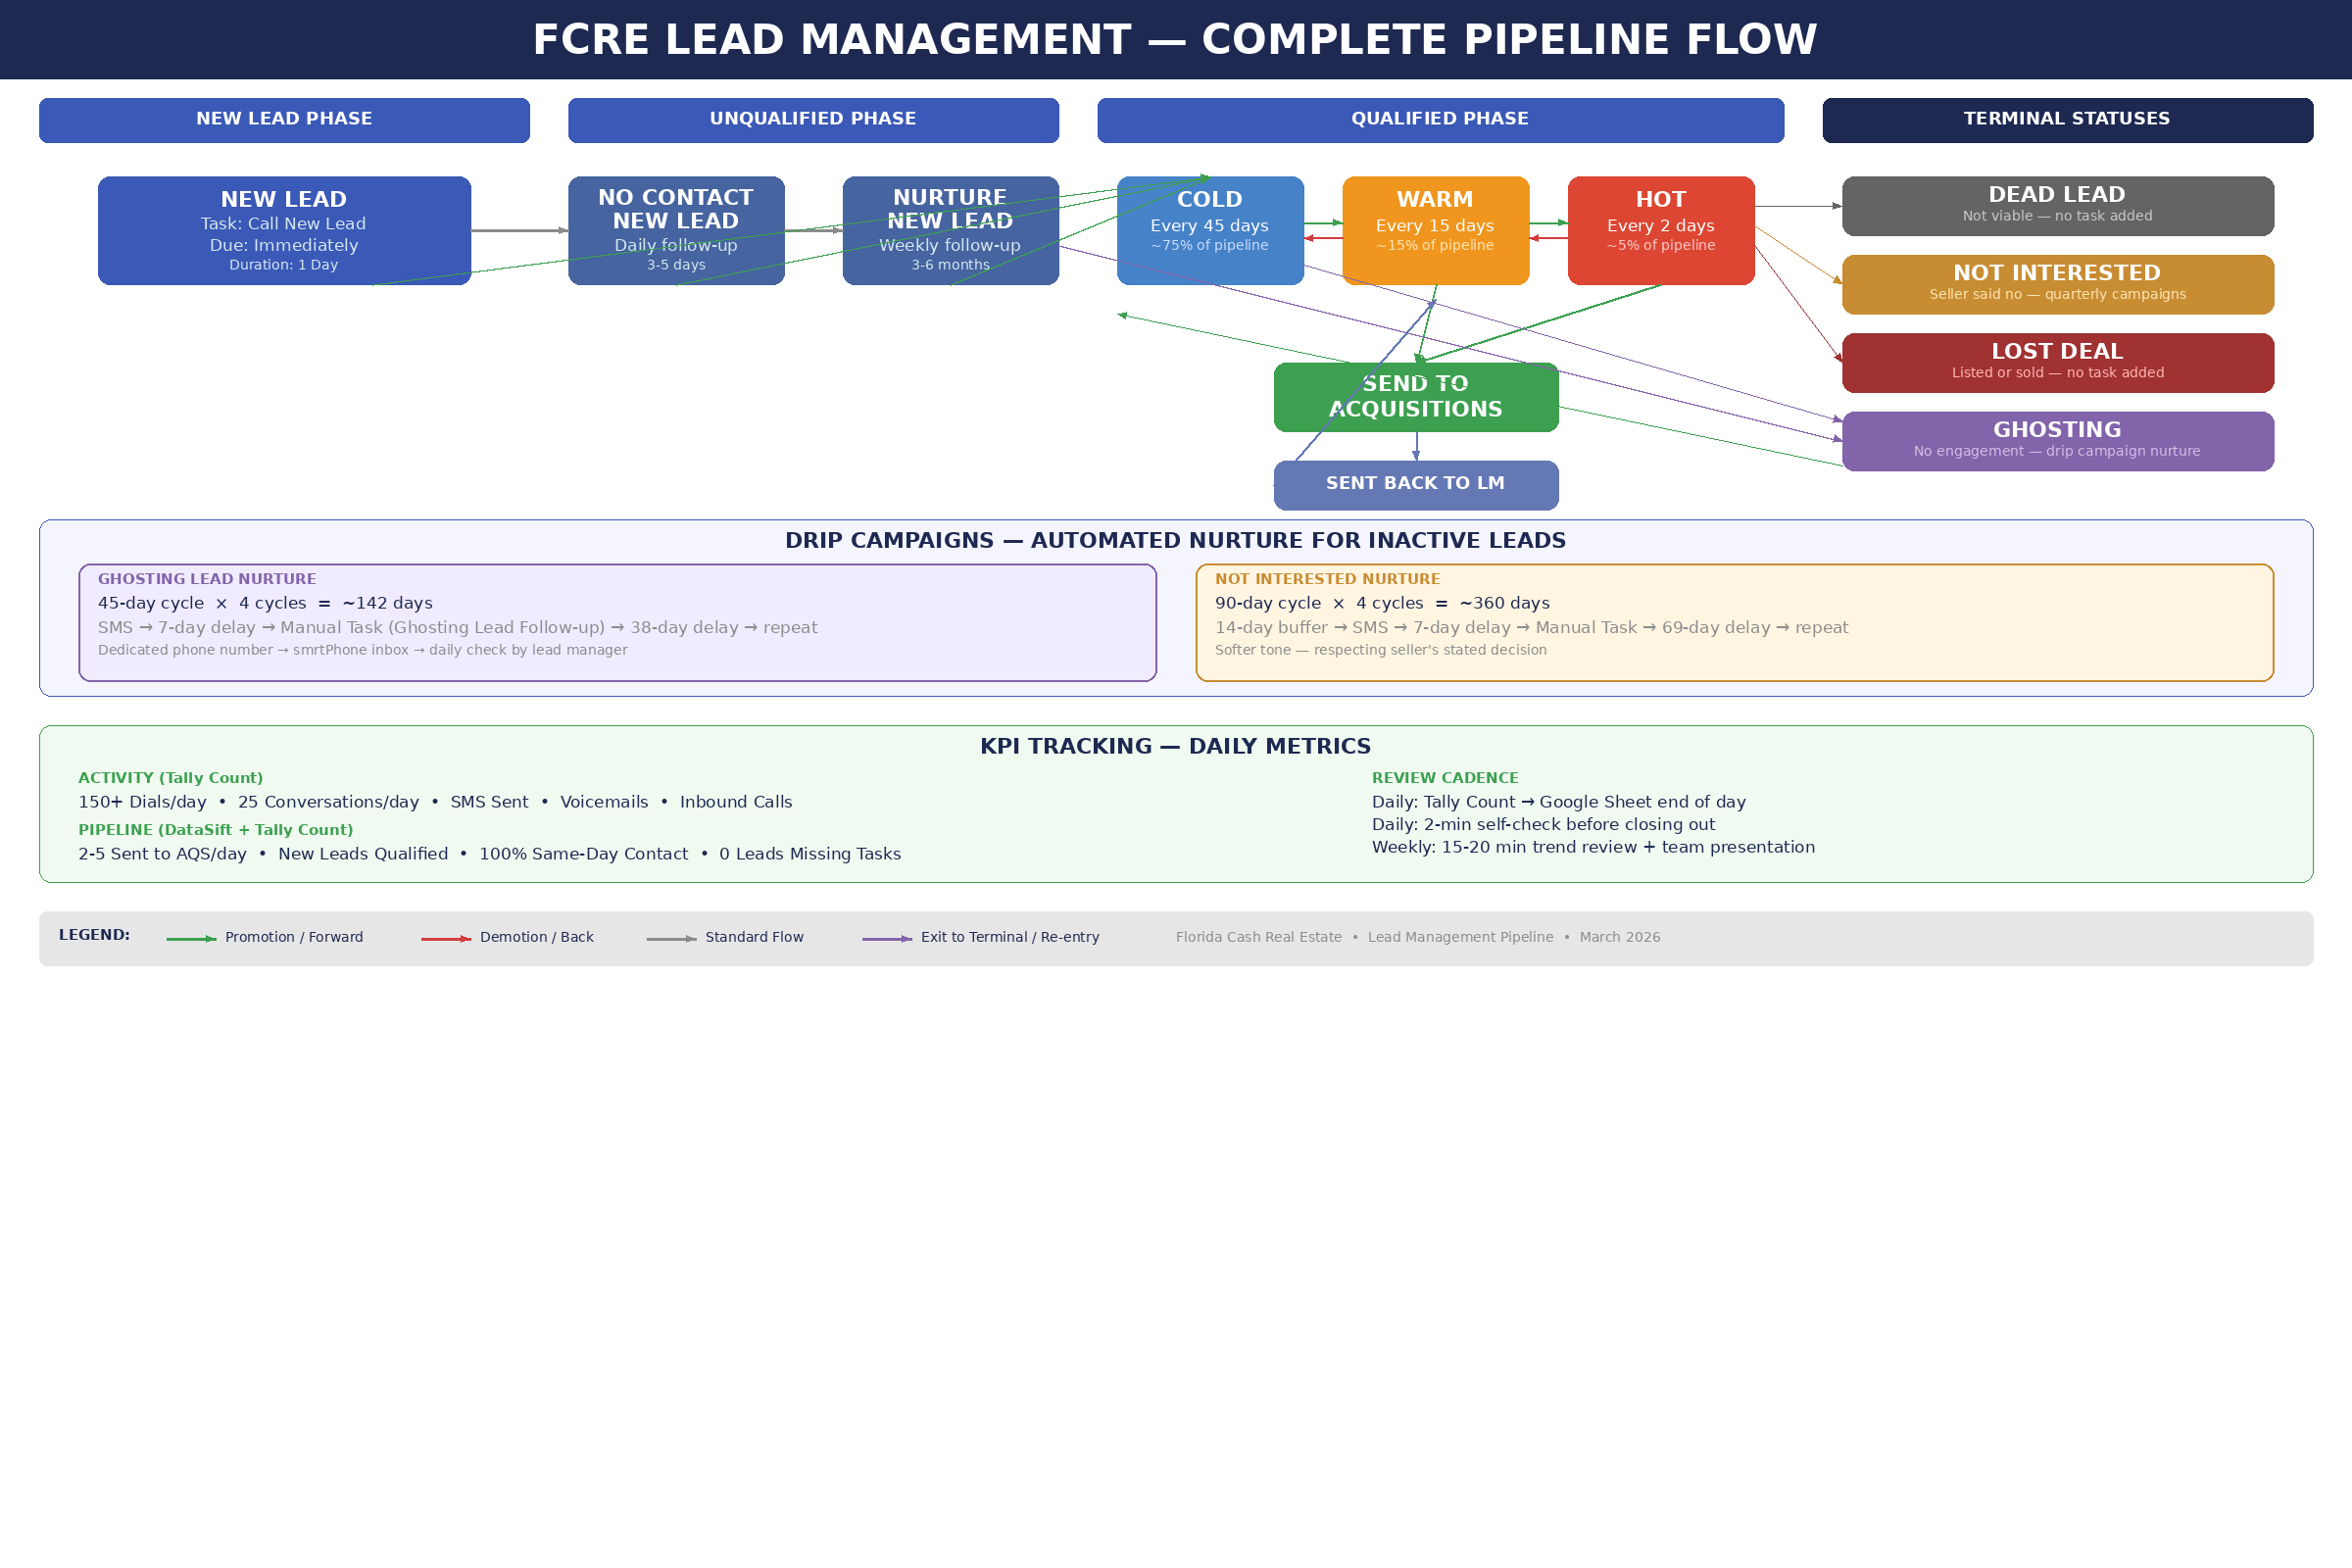 FCRE LEAD MANAGEMENT — COMPLETE PIPELINE FLOW
NEW LEAD PHASE
UNQUALIFIED PHASE
QUALIFIED PHASE
TERMINAL STATUSES
NEW LEAD
Task: Call New Lead
Due: Immediately
Duration: 1 Day
NO CONTACT
NEW LEAD
Daily follow-up
3-5 days
NURTURE
NEW LEAD
Weekly follow-up
3-6 months
COLD
Every 45 days
~75% of pipeline
WARM
Every 15 days
~15% of pipeline
HOT
Every 2 days
~5% of pipeline
DEAD LEAD
Not viable — no task added
NOT INTERESTED
Seller said no — quarterly campaigns
LOST DEAL
Listed or sold — no task added
GHOSTING
No engagement — drip campaign nurture
SEND TO
ACQUISITIONS
SENT BACK TO LM
DRIP CAMPAIGNS — AUTOMATED NURTURE FOR INACTIVE LEADS
GHOSTING LEAD NURTURE
45-day cycle × 4 cycles = ~142 days
SMS → 7-day delay → Manual Task (Ghosting Lead Follow-up) → 38-day delay → repeat
Dedicated phone number → smrtPhone inbox → daily check by lead manager
NOT INTERESTED NURTURE
90-day cycle × 4 cycles = ~360 days
14-day buffer → SMS → 7-day delay → Manual Task → 69-day delay → repeat
Softer tone — respecting seller's stated decision
KPI TRACKING — DAILY METRICS
ACTIVITY (Tally Count)
150+ Dials/day • 25 Conversations/day • SMS Sent • Voicemails • Inbound Calls
PIPELINE (DataSift + Tally Count)
2-5 Sent to AQS/day • New Leads Qualified • 100% Same-Day Contact • 0 Leads Missing Tasks
REVIEW CADENCE
Daily: Tally Count → Google Sheet end of day
Daily: 2-min self-check before closing out
Weekly: 15-20 min trend review + team presentation
LEGEND:
Promotion / Forward
Demotion / Back
Standard Flow
Exit to Terminal / Re-entry
Florida Cash Real Estate • Lead Management Pipeline • March 2026